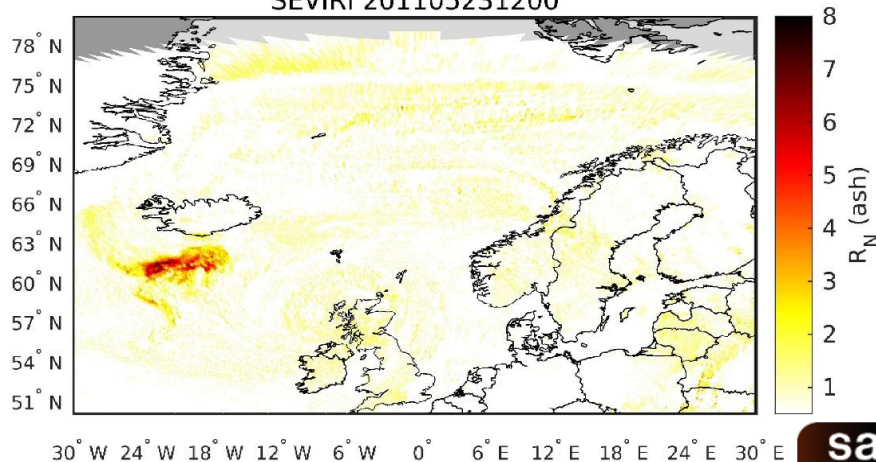 SEVIRI 201105231200
78° N
75° N
72° N
69° N
66° N
63° N
60° N
57° N
54° N
51° N
30° W 24° W 18° W 12° W 6° W 0° 6° E 12° E 18° E 24° E 30° E
8
7
6
5
4
3
2
1
R_N (ash)
sa